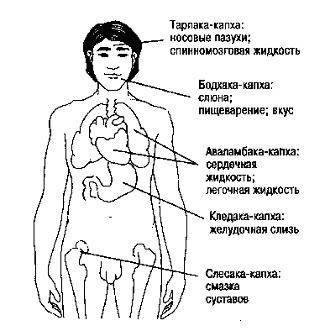 Тарпака-капха:
носовые пазухи;
спинномозговая жидкость
Бодхака-капха:
слюна;
пищеварение; вкус
Аваламбака-капха:
сердечная
жидкость;
легочная жидкость
Кледака-капха:
желудочная слизь
Слесака-капха:
смазка
суставов